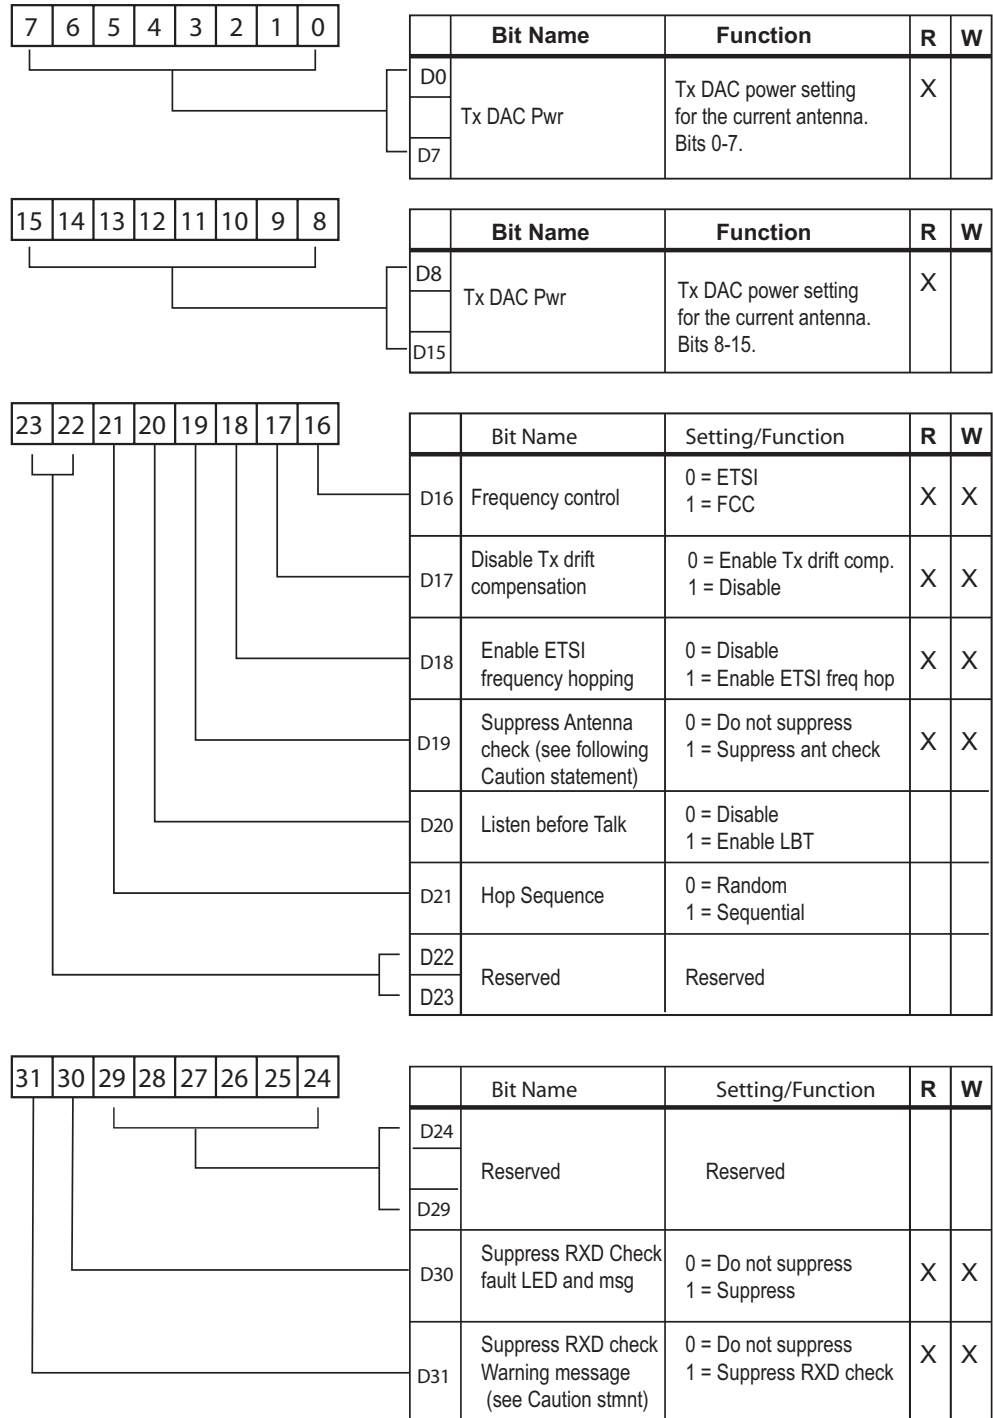 7 6 5 4 3 2 1 0
Bit Name Function R W
D0
Tx DAC Pwr
Tx DAC power setting
for the current antenna.
Bits 0-7.
X
D7
15 14 13 12 11 10 9 8
Bit Name Function R W
D8
Tx DAC Pwr
Tx DAC power setting
for the current antenna.
Bits 8-15.
X
D15
23 22 21 20 19 18 17 16
Bit Name Setting/Function R W
D16 Frequency control
0 = ETSI
1 = FCC
X X
D17
Disable Tx drift
compensation
0 = Enable Tx drift comp.
1 = Disable
X X
D18
Enable ETSI
frequency hopping
0 = Disable
1 = Enable ETSI freq hop
X X
D19
Suppress Antenna
check (see following
Caution statement)
0 = Do not suppress
1 = Suppress ant check
X X
D20 Listen before Talk
0 = Disable
1 = Enable LBT
D21 Hop Sequence
0 = Random
1 = Sequential
D22
Reserved Reserved
D23
31 30 29 28 27 26 25 24
Bit Name Setting/Function R W
D24
Reserved Reserved
D29
D30
Suppress RXD Check
fault LED and msg
0 = Do not suppress
1 = Suppress
X X
D31
Suppress RXD check
Warning message
(see Caution stmnt)
0 = Do not suppress
1 = Suppress RXD check
X X